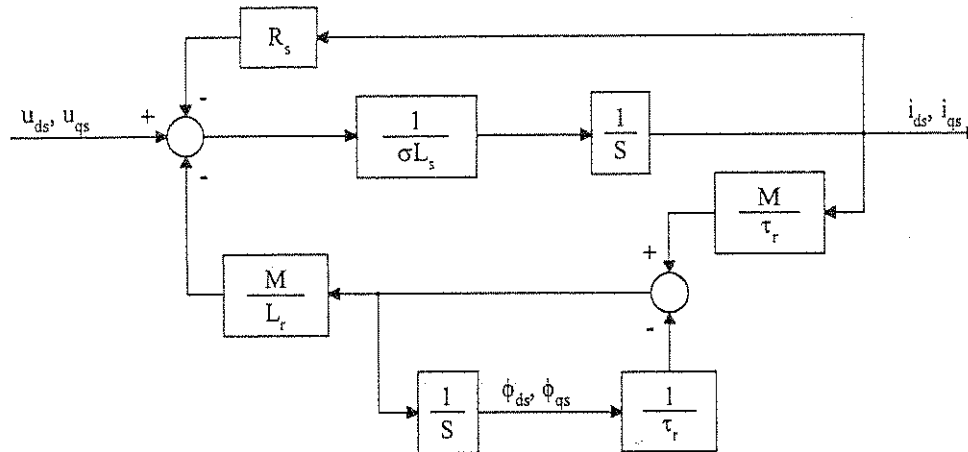 R_s
-
u_ds, u_qs +
-
1
σL_s
1
S
i_ds, i_qs
M
τ_r
+
M
L_r
-
1
S
ϕ_ds, ϕ_qs
1
τ_r